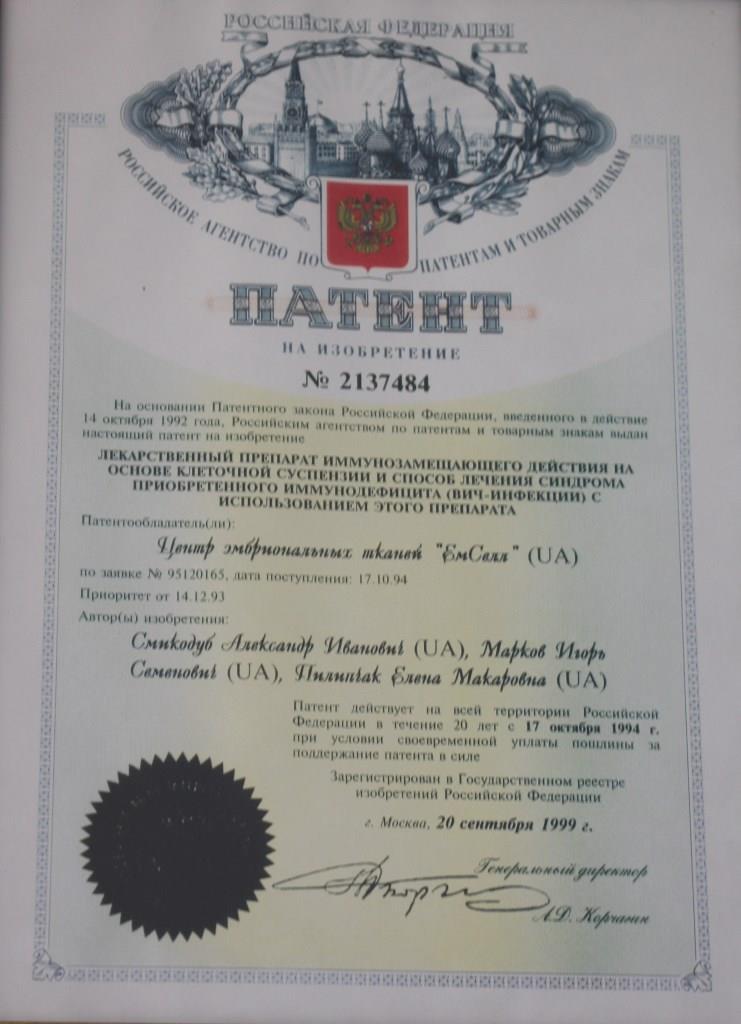 РОССИЙСКАЯ ФЕДЕРАЦИЯ
РОССИЙСКОЕ АГЕНТСТВО ПО ПАТЕНТАМ И ТОВАРНЫМ ЗНАКАМ
ПАТЕНТ
НА ИЗОБРЕТЕНИЕ
№ 2137484
На основании Патентного закона Российской Федерации, введенного в действие
14 октября 1992 года, Российским агентством по патентам и товарным знакам выдан
настоящий патент на изобретение
ЛЕКАРСТВЕННЫЙ ПРЕПАРАТ ИММУНОЗАМЕЩАЮЩЕГО ДЕЙСТВИЯ НА
ОСНОВЕ КЛЕТОЧНОЙ СУСПЕНЗИИ И СПОСОБ ЛЕЧЕНИЯ СИНДРОМА
ПРИОБРЕТЕННОГО ИММУНОДЕФИЦИТА (ВИЧ-ИНФЕКЦИИ) С
ИСПОЛЬЗОВАНИЕМ ЭТОГО ПРЕПАРАТА
Патентообладатель(ли):
Центр эмбриональных тканей "ЕмСелл" (UA)
по заявке № 95120165, дата поступления: 17.10.94
Приоритет от 14.12.93
Автор(ы) изобретения:
Смикодуб Александр Иванович (UA), Марков Игорь
Семенович (UA), Пилипчак Елена Макаровна (UA)
Патент действует на всей территории Российской
Федерации в течение 20 лет с 17 октября 1994 г.
при условии своевременной уплаты пошлины за
поддержание патента в силе
Зарегистрирован в Государственном реестре
изобретений Российской Федерации
г. Москва, 20 сентября 1999 г.
Генеральный директор
А.Д. Корчагин